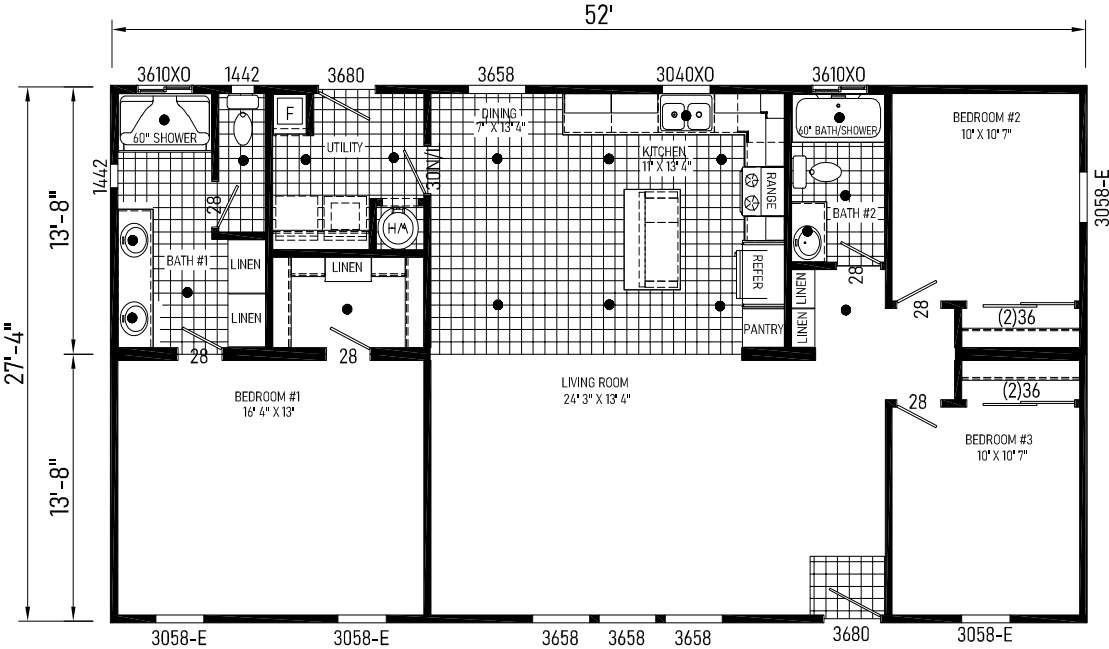 52'
3610XO
1442
3680
3658
3040XO
3610XO
60" SHOWER
F
UTILITY
DINING
7' X 13' 4"
KITCHEN
11' X 13' 4"
60" BATH/SHOWER
BEDROOM #2
10' X 10' 7"
1442
30N/I
28
RANGE
BATH #2
3058-E
13'-8"
H/W
BATH #1
LINEN
LINEN
LINEN
REFER
28
LINEN
LINEN
PANTRY
28
(2)36
28
28
27'-4"
BEDROOM #1
16' 4" X 13'
LIVING ROOM
24' 3" X 13' 4"
28
(2)36
BEDROOM #3
10' X 10' 7"
13'-8"
3058-E
3058-E
3658
3658
3658
3680
3058-E